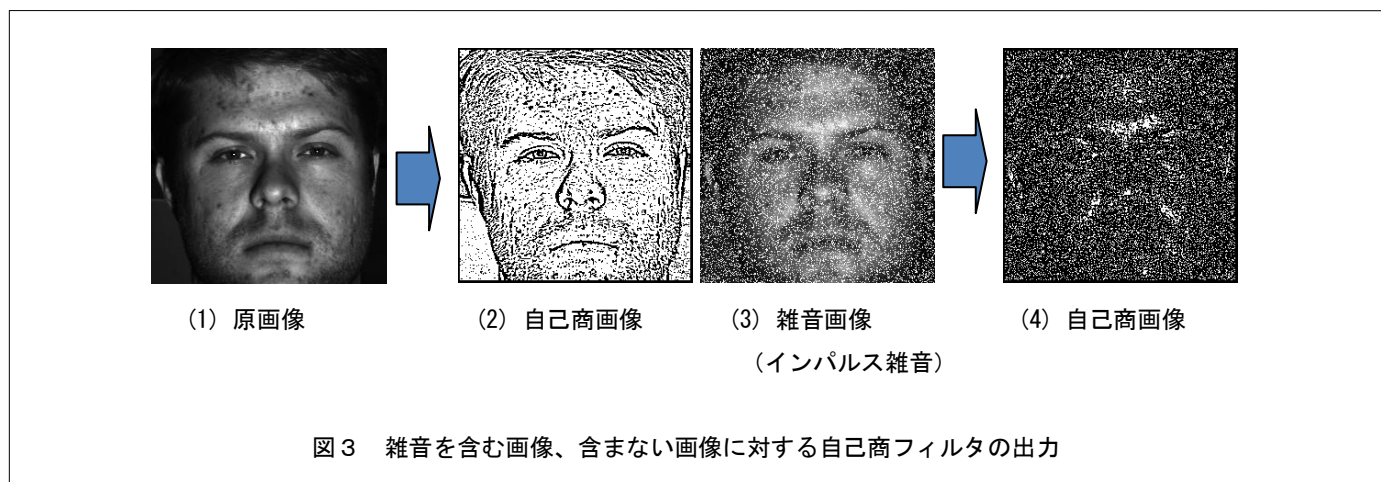 (1) 原画像
(2) 自己商画像
(3) 雑音画像
(インパルス雑音)
(4) 自己商画像
図3 雑音を含む画像、含まない画像に対する自己商フィルタの出力